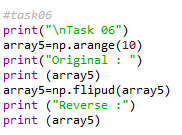 #task06
print("\nTask 06")
array5=np.arange(10)
print("Original : ")
print (array5)
array5=np.flipud(array5)
print ("Reverse :")
print (array5)